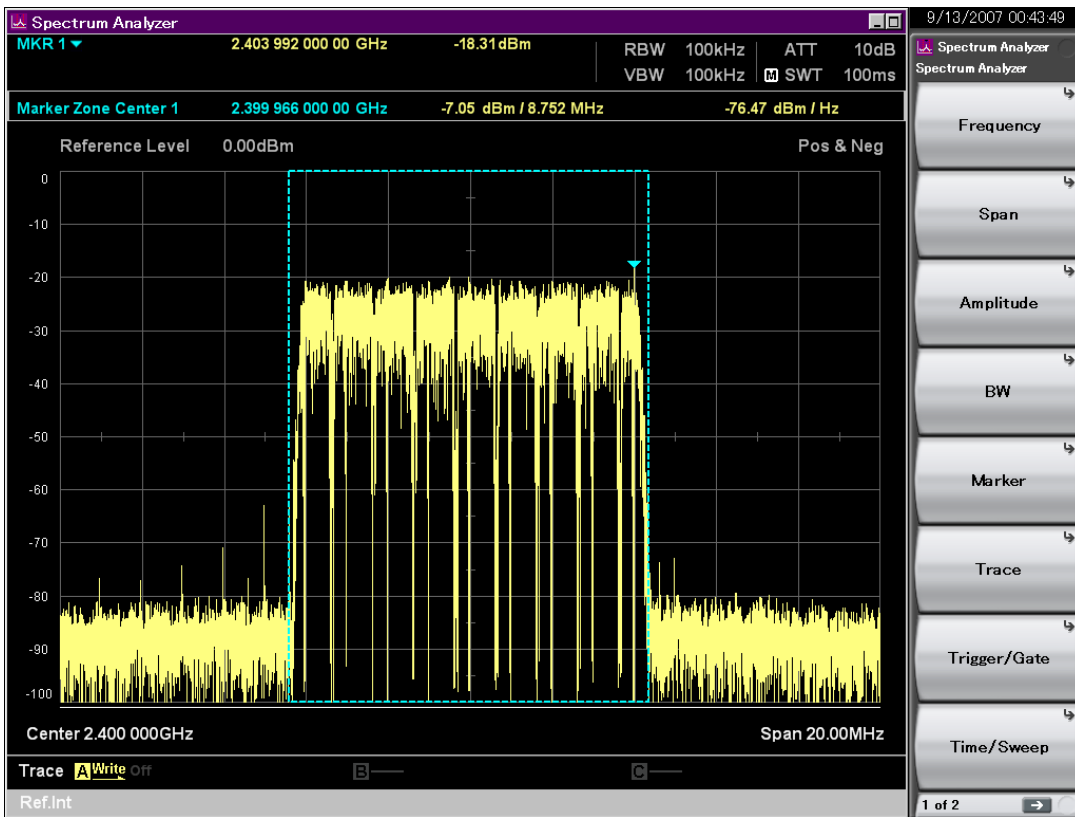 Spectrum Analyzer
9/13/2007 00:43:49
MKR 1 2.403 992 000 00 GHz -18.31dBm RBW 100kHz ATT 10dB
VBW 100kHz M SWT 100ms
Marker Zone Center 1 2.399 966 000 00 GHz -7.05 dBm / 8.752 MHz -76.47 dBm / Hz
Reference Level 0.00dBm Pos & Neg
0
-10
-20
-30
-40
-50
-60
-70
-80
-90
-100
Center 2.400 000GHz Span 20.00MHz
Trace A Write Off B C
Ref.Int
Spectrum Analyzer
Spectrum Analyzer
Frequency
Span
Amplitude
BW
Marker
Trace
Trigger/Gate
Time/Sweep
1 of 2